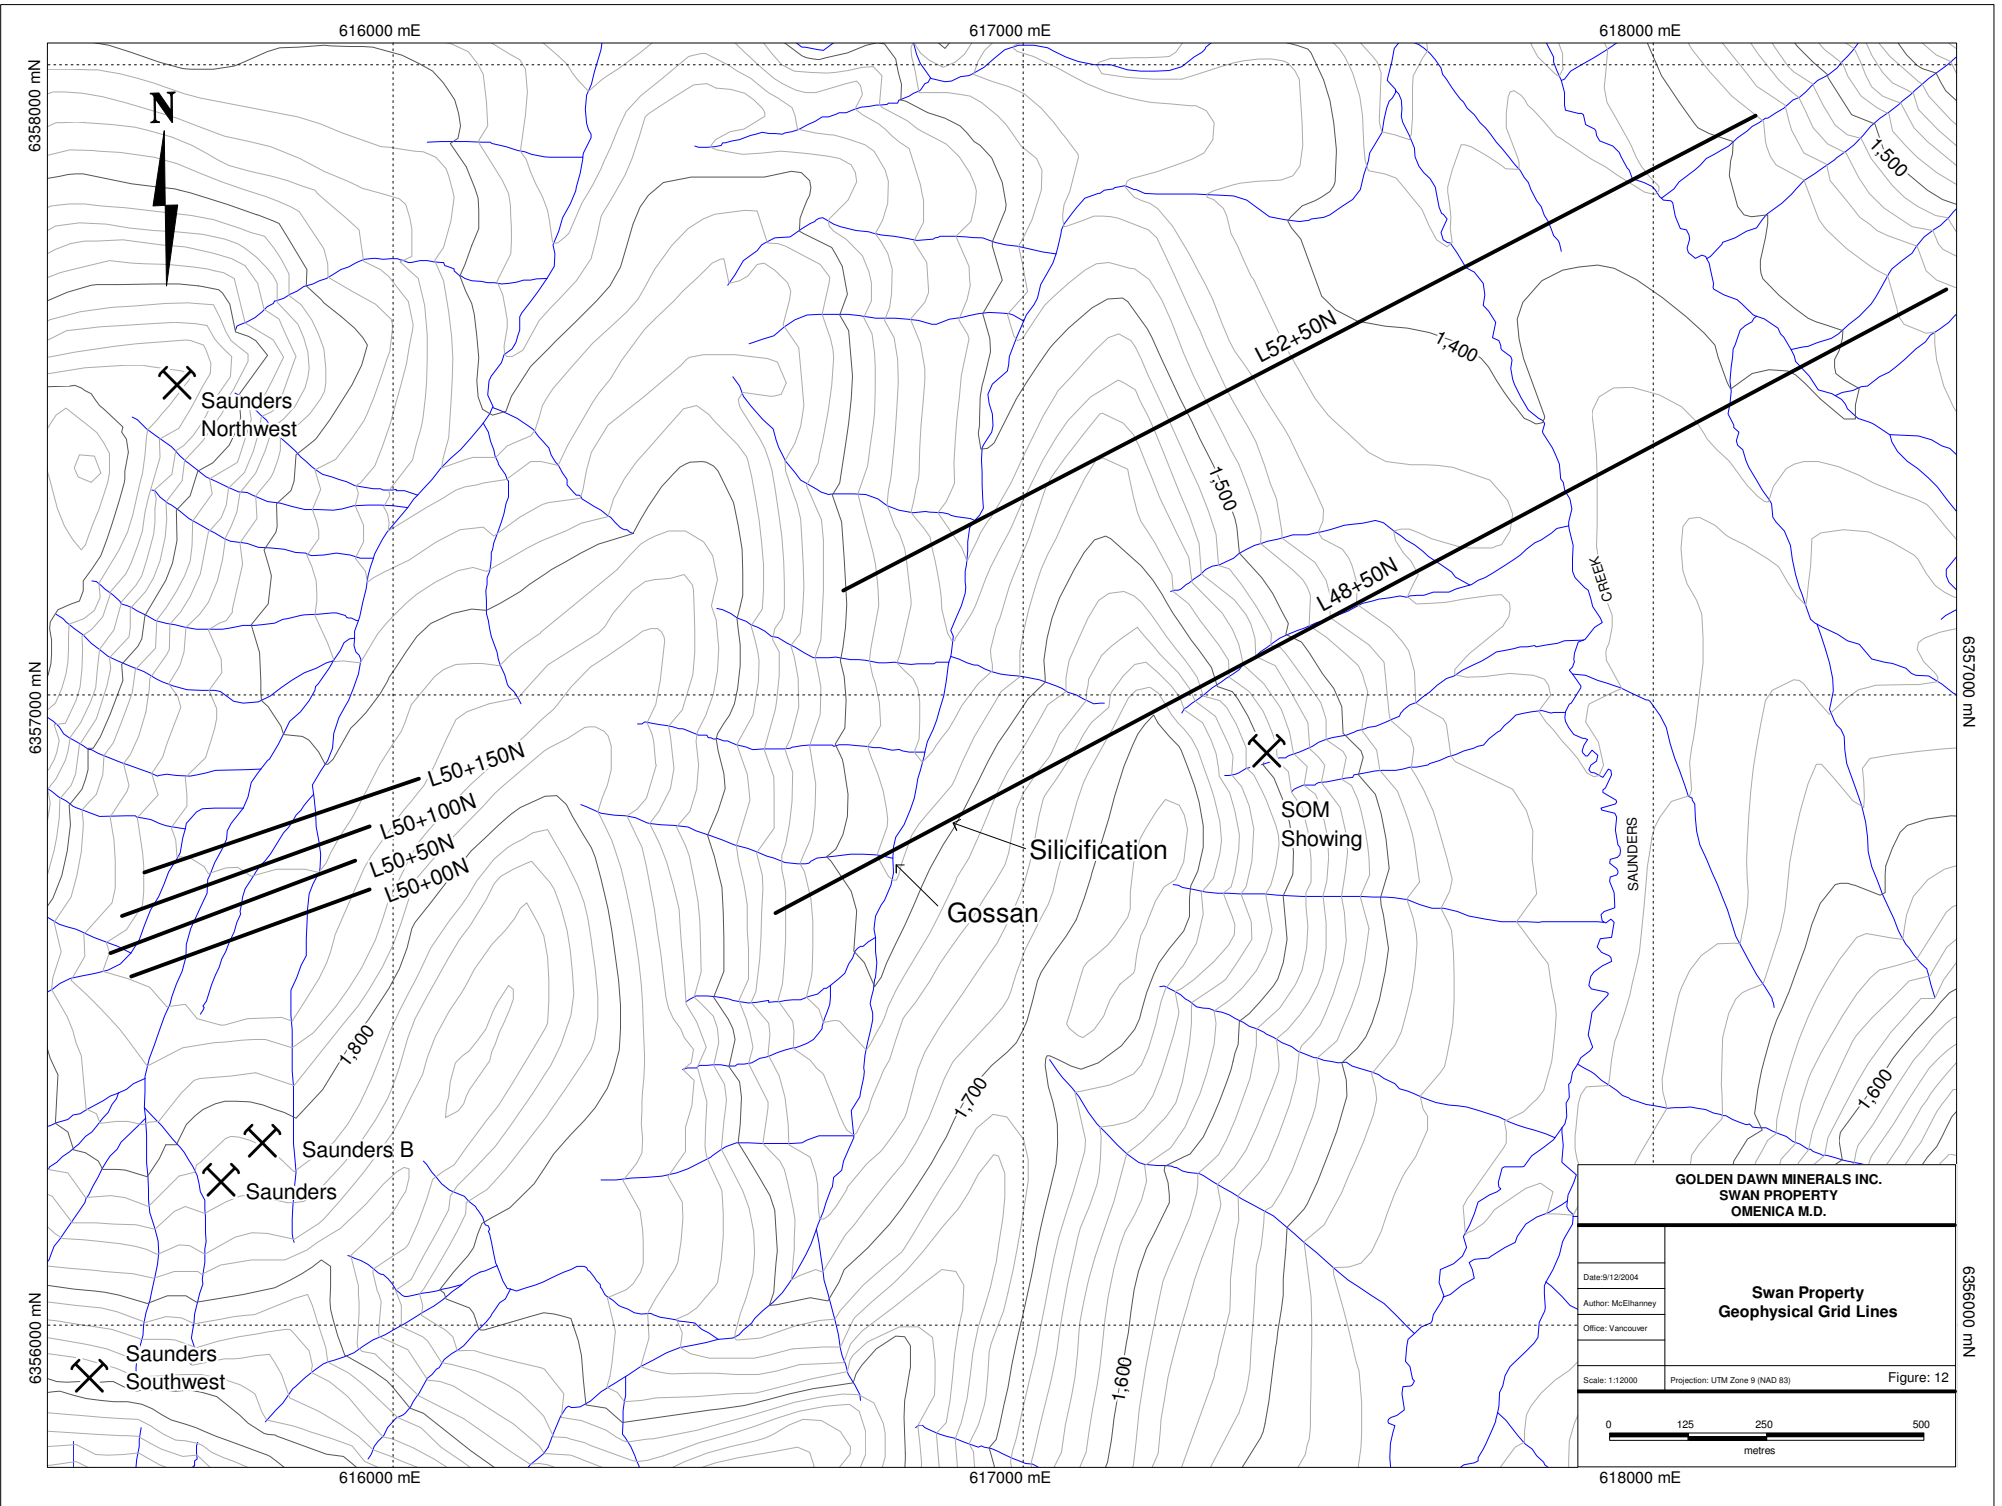 616000 mE
617000 mE
618000 mE
6358000 mN
N
1,500
L52+50N
1,400
Saunders
Northwest
1,500
CREEK
L48+50N
6357000 mN
6357000 mN
L50+150N
L50+100N
L50+50N
L50+00N
SOM
Showing
Silicification
SAUNDERS
Gossan
1,800
1,700
1,600
Saunders B
Saunders
GOLDEN DAWN MINERALS INC.
SWAN PROPERTY
OMENICA M.D.
Date:9/12/2004
Author: McElhanney
Office: Vancouver
Swan Property
Geophysical Grid Lines
6356000 mN
6356000 mN
Saunders
Southwest
1,600
Scale: 1:12000
Projection: UTM Zone 9 (NAD 83)
Figure: 12
0 125 250 500
metres
616000 mE
617000 mE
618000 mE